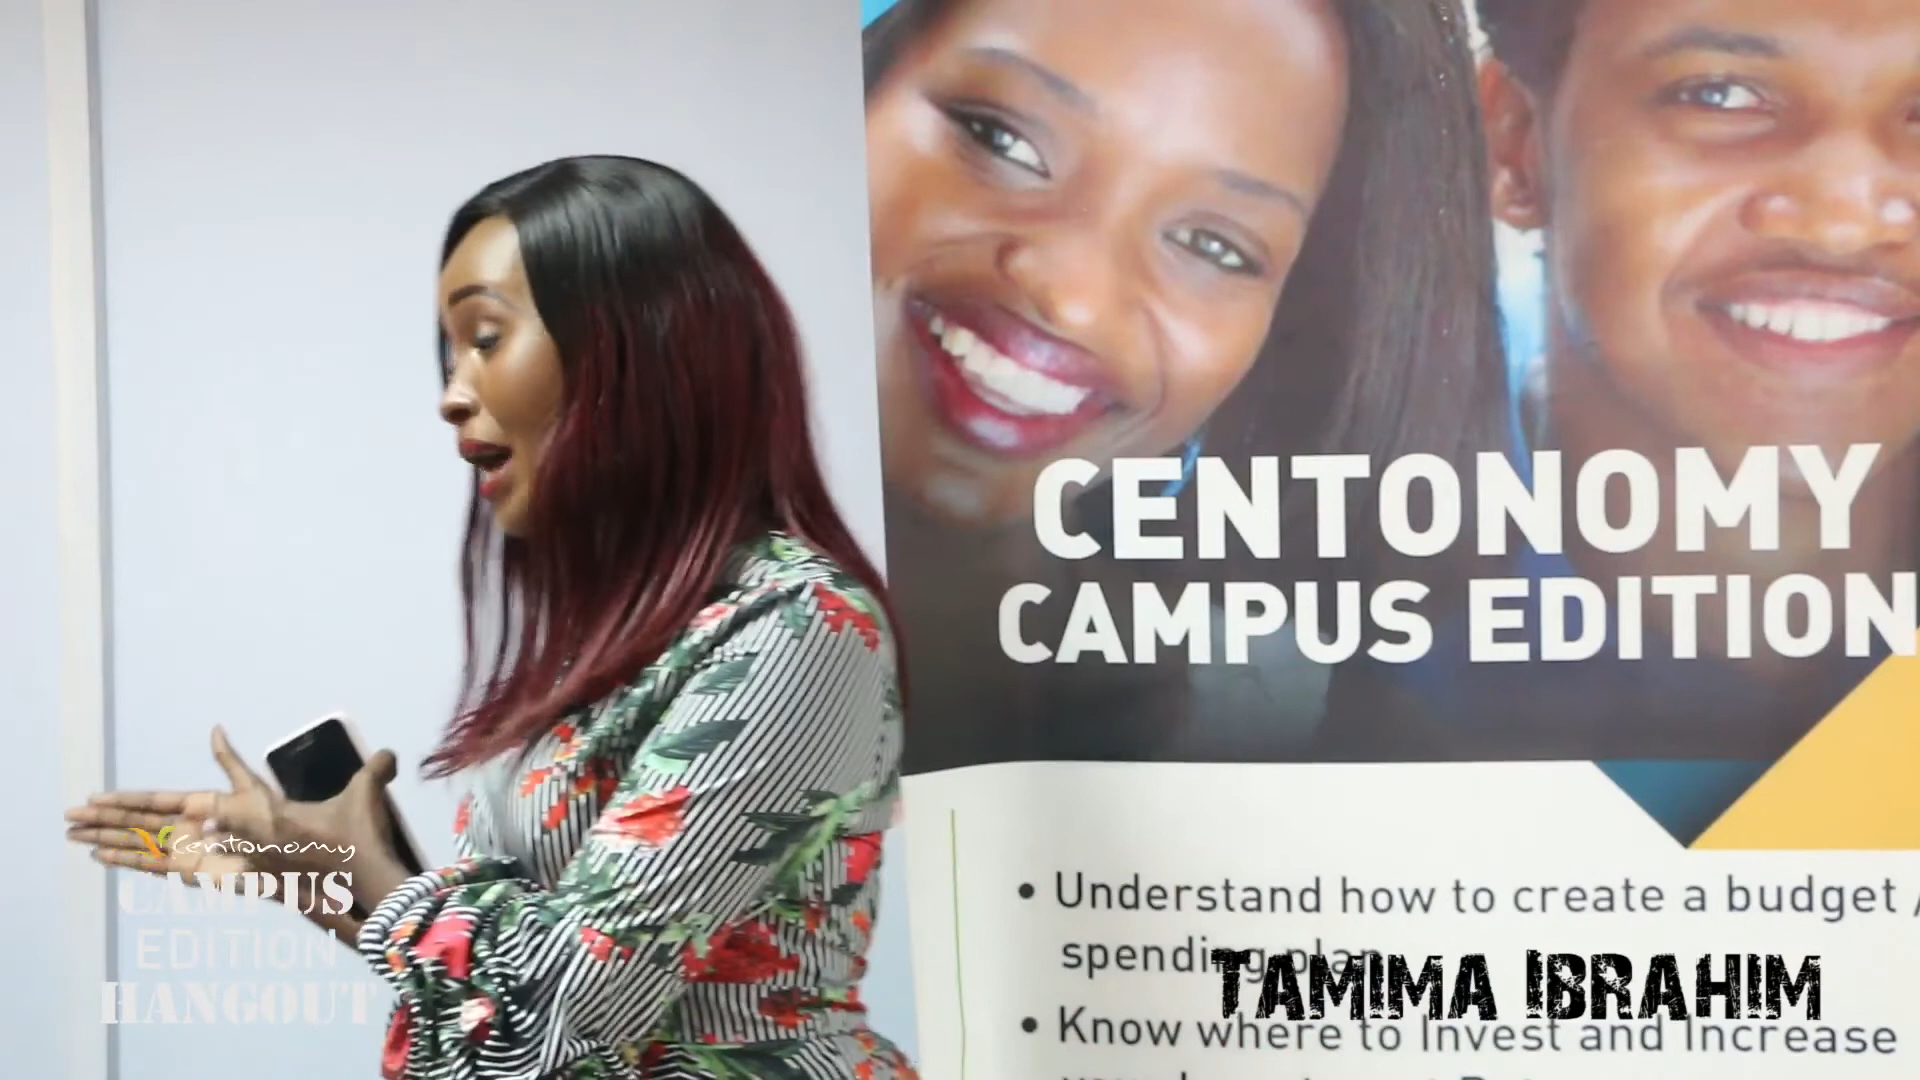 CENTONOMY
CAMPUS EDITION
• Understand how to create a budget /
spending plan
• Know where to Invest and Increase
TAMIMA IBRAHIM
Centonomy
CAMPUS
EDITION
HANGOUT